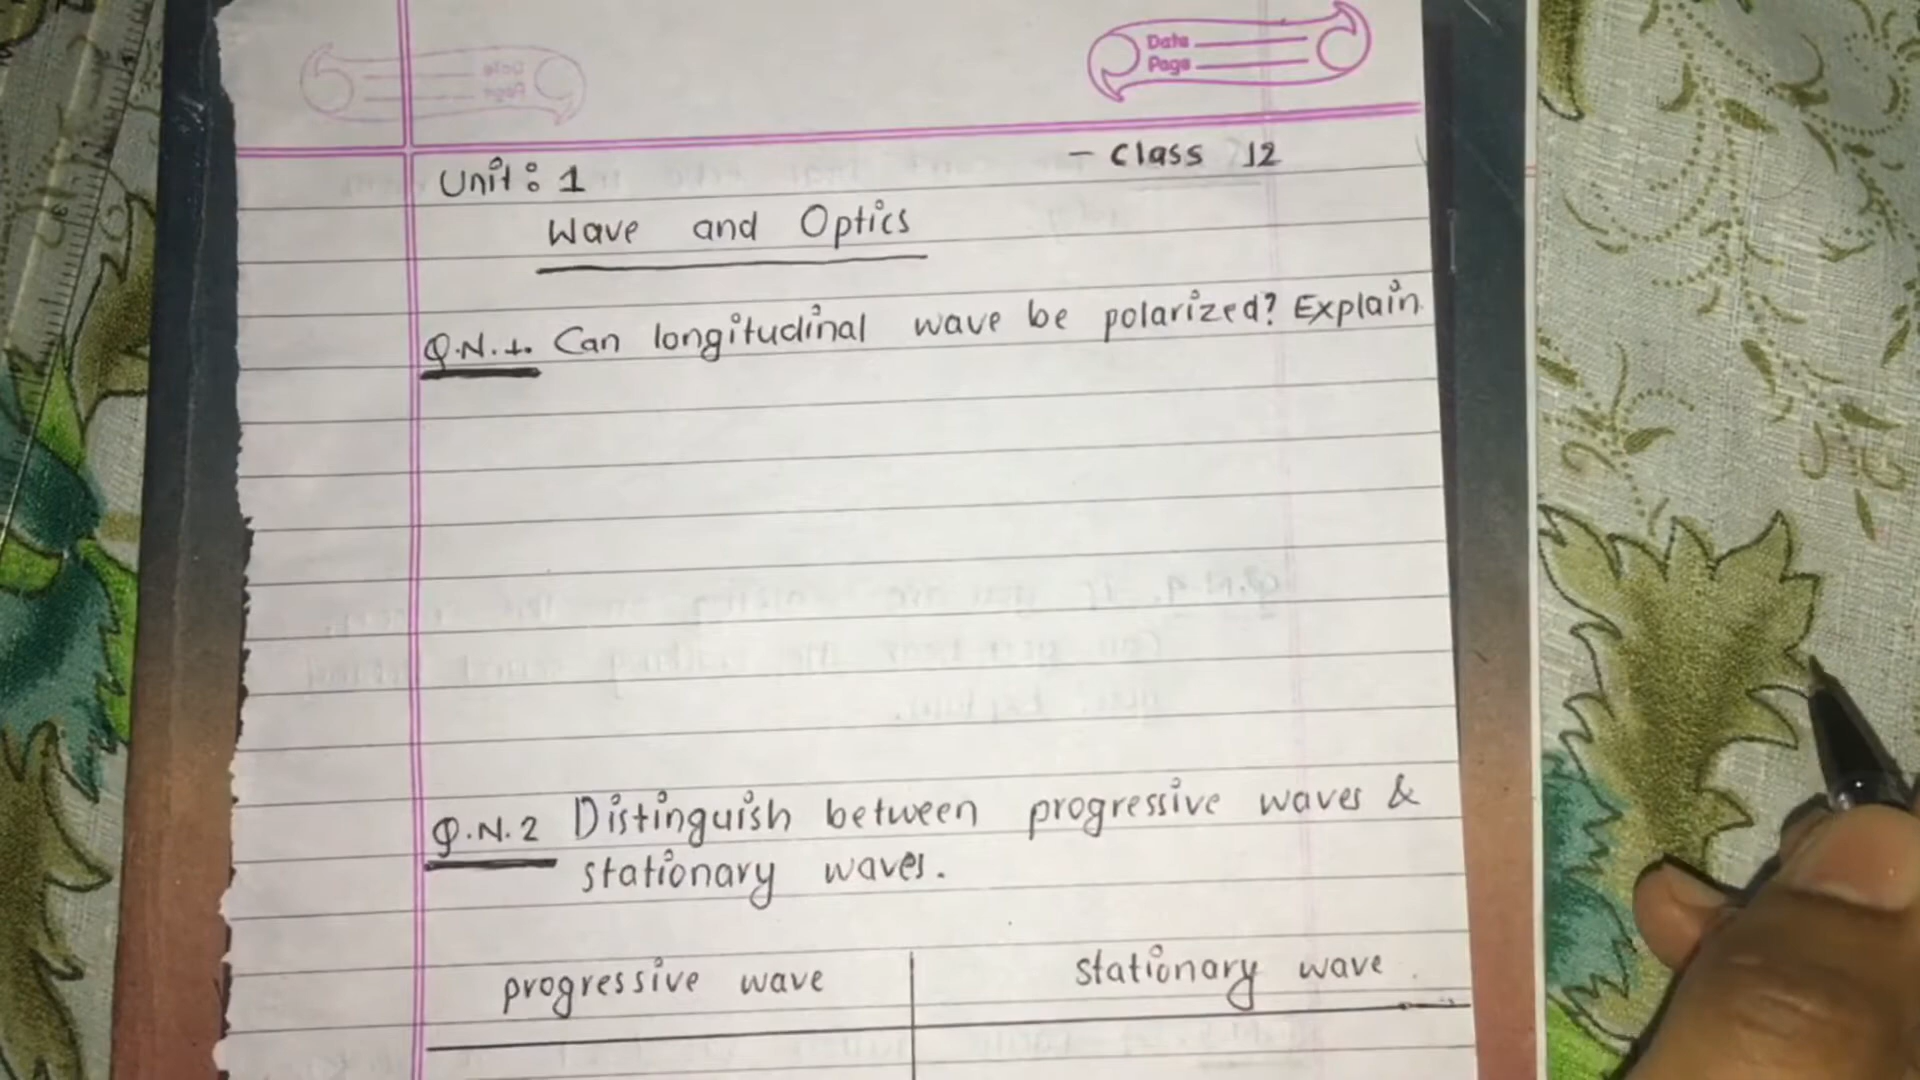 Date
Page
- Class 12
Unit: 1
Wave and Optics
Q.N.1. Can longitudinal wave be polarized? Explain.
Q.N.2 Distinguish between progressive waves &
stationary waves.
progressive wave
stationary wave